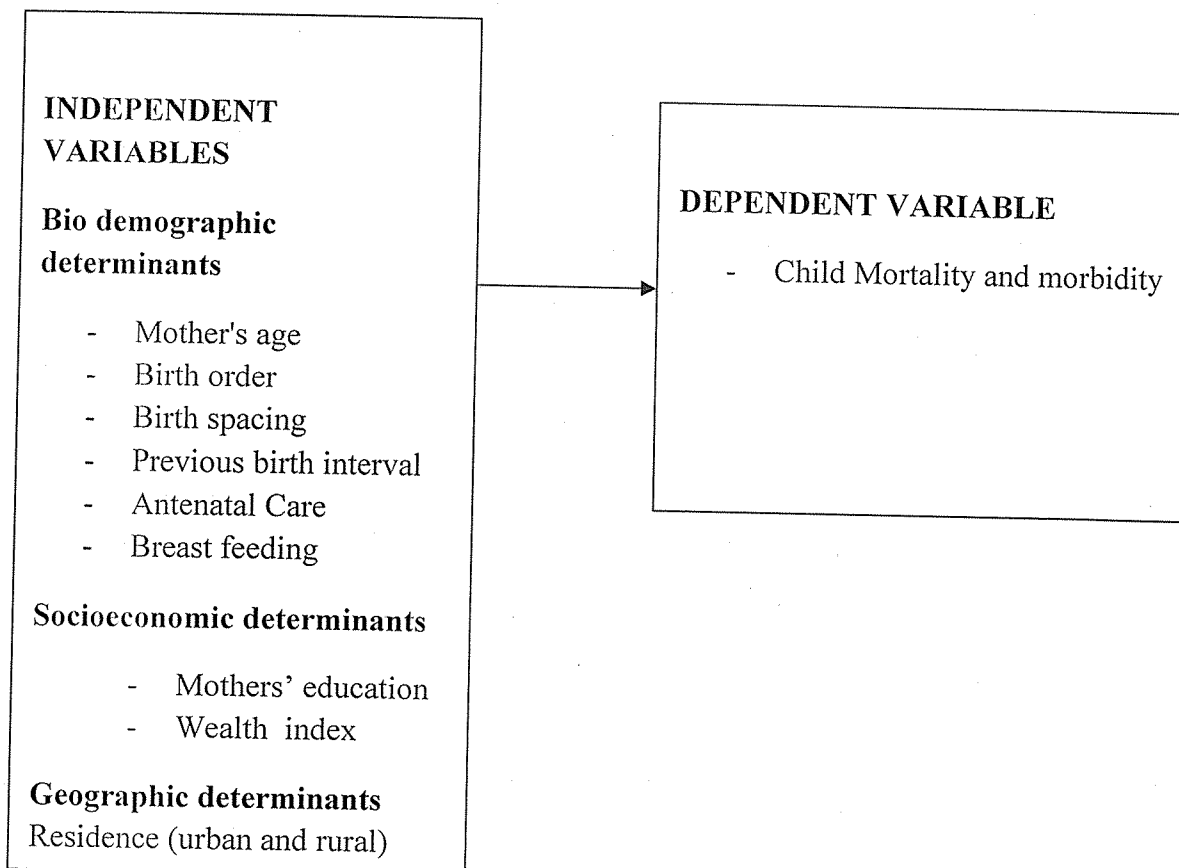 INDEPENDENT
VARIABLES
Bio demographic
determinants
- Mother's age
- Birth order
- Birth spacing
- Previous birth interval
- Antenatal Care
- Breast feeding
Socioeconomic determinants
- Mothers’ education
- Wealth index
Geographic determinants
Residence (urban and rural)
DEPENDENT VARIABLE
- Child Mortality and morbidity